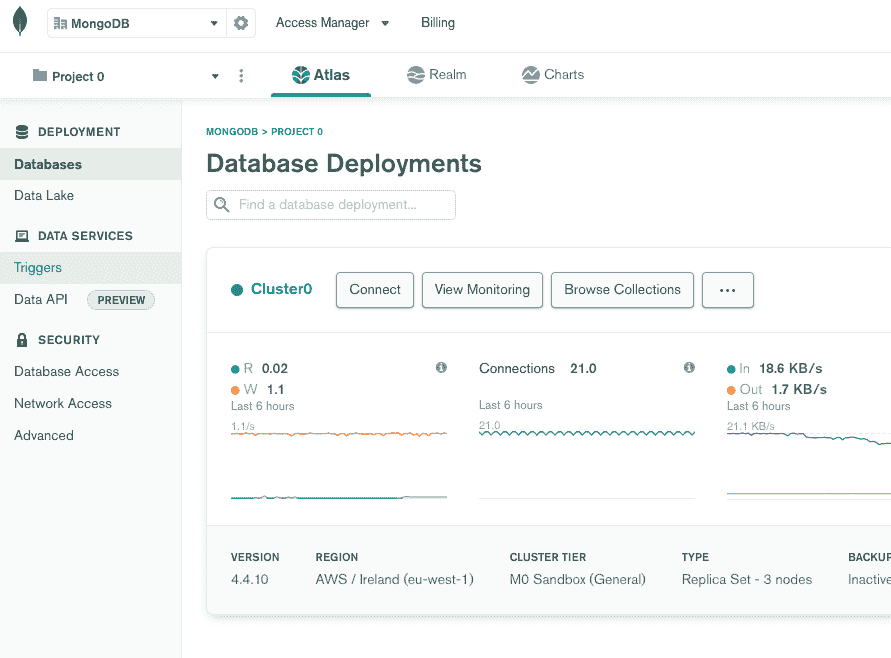 MongoDB
Access Manager
Billing
Project 0
Atlas
Realm
Charts
DEPLOYMENT
Databases
Data Lake
DATA SERVICES
Triggers
Data API PREVIEW
SECURITY
Database Access
Network Access
Advanced
MONGODB > PROJECT 0
Database Deployments
Find a database deployment...
Cluster0
Connect
View Monitoring
Browse Collections
...
R 0.02
W 1.1
Last 6 hours
1.1/s
Connections 21.0
Last 6 hours
21.0
In 18.6 KB/s
Out 1.7 KB/s
Last 6 hours
21.1 KB/s
VERSION
4.4.10
REGION
AWS / Ireland (eu-west-1)
CLUSTER TIER
M0 Sandbox (General)
TYPE
Replica Set - 3 nodes
BACKUP
Inactive